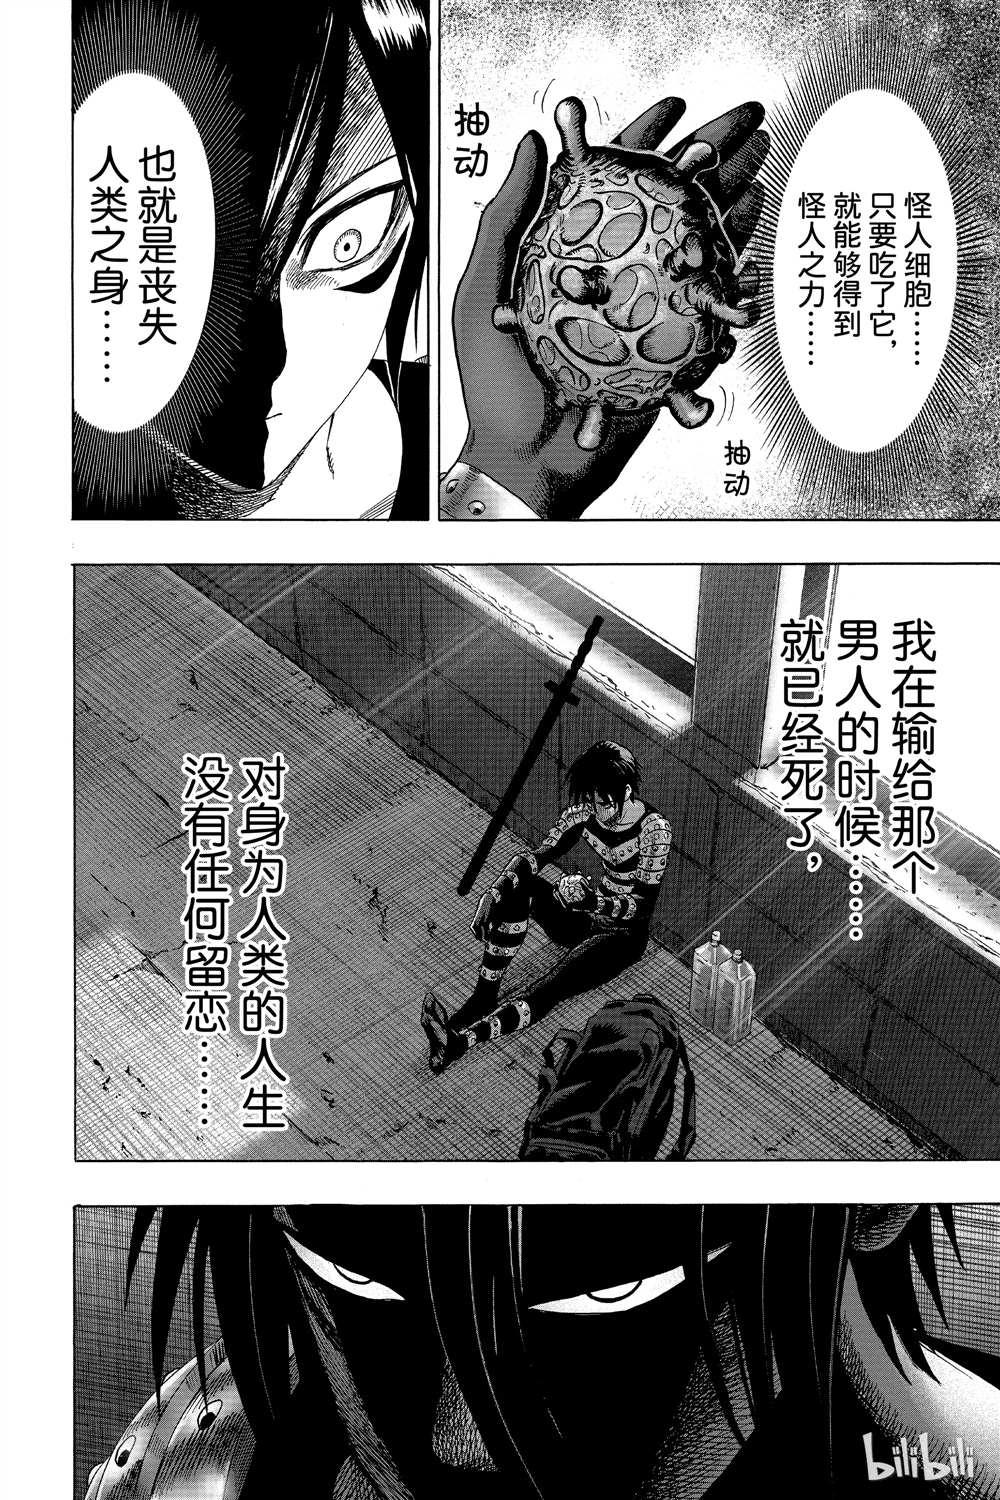 怪人细胞……
只要吃了它,
就能够得到
怪人之力……
抽动
抽动
也就是丧失
人类之身……
我在输给那个
男人的时候……
就已经死了,
对身为人类的人生
没有任何留恋……
bilibili